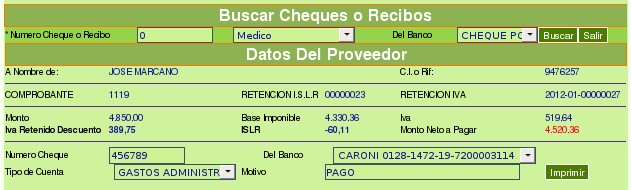 Buscar Cheques o Recibos
* Numero Cheque o Recibo 0 Medico Del Banco CHEQUE PO Buscar Salir
Datos Del Proveedor
A Nombre de: JOSE MARCANO C.I. o Rif: 9476257
COMPROBANTE 1119 RETENCION I.S.L.R 00000023 RETENCION IVA 2012-01-00000027
Monto 4.850,00 Base Imponible 4.330,36 Iva 519,64
Iva Retenido Descuento 389,75 ISLR -60,11 Monto Neto a Pagar 4.520,36
Numero Cheque 456789 Del Banco CARONI 0128-1472-19-7200003114
Tipo de Cuenta GASTOS ADMINISTR Motivo PAGO Imprimir